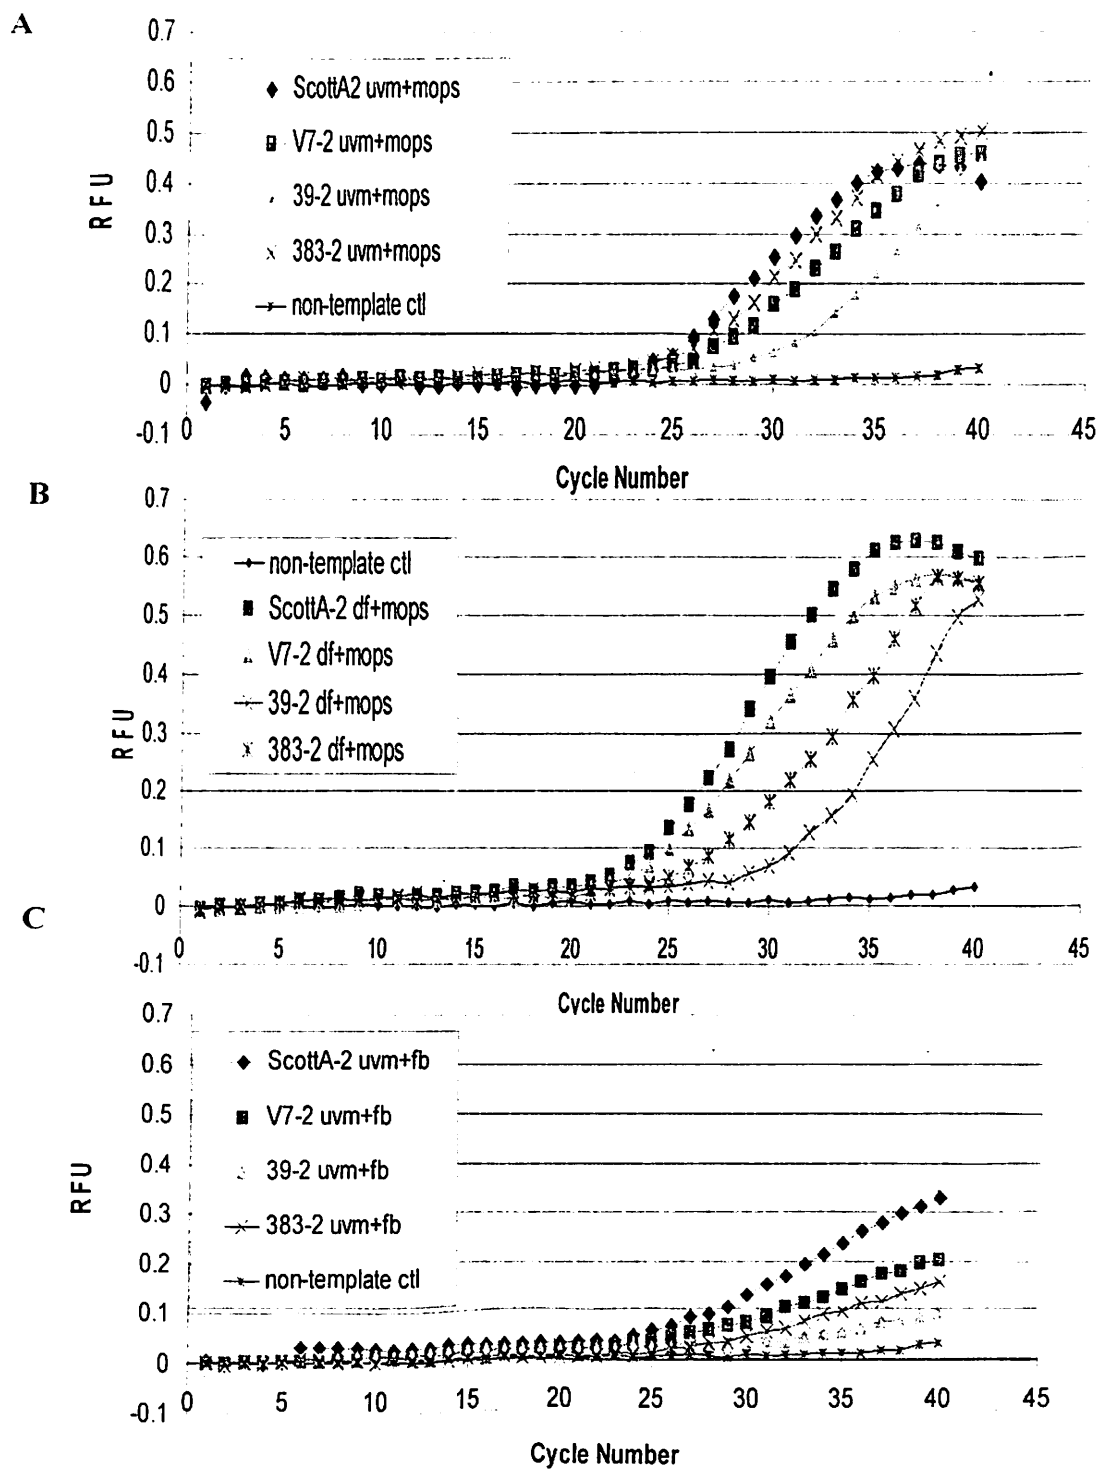 A
0.7
0.6
0.5
0.4
0.3
0.2
0.1
0
-0.1
RFU
ScottA2 uvm+mops
V7-2 uvm+mops
39-2 uvm+mops
383-2 uvm+mops
non-template ctl
0 5 10 15 20 25 30 35 40 45
Cycle Number
B
0.7
0.6
0.5
0.4
0.3
0.2
0.1
0
-0.1
RFU
non-template ctl
ScottA-2 df+mops
V7-2 df+mops
39-2 df+mops
383-2 df+mops
0 5 10 15 20 25 30 35 40 45
Cycle Number
C
0.7
0.6
0.5
0.4
0.3
0.2
0.1
0
-0.1
RFU
ScottA-2 uvm+fb
V7-2 uvm+fb
39-2 uvm+fb
383-2 uvm+fb
non-template ctl
0 5 10 15 20 25 30 35 40 45
Cycle Number